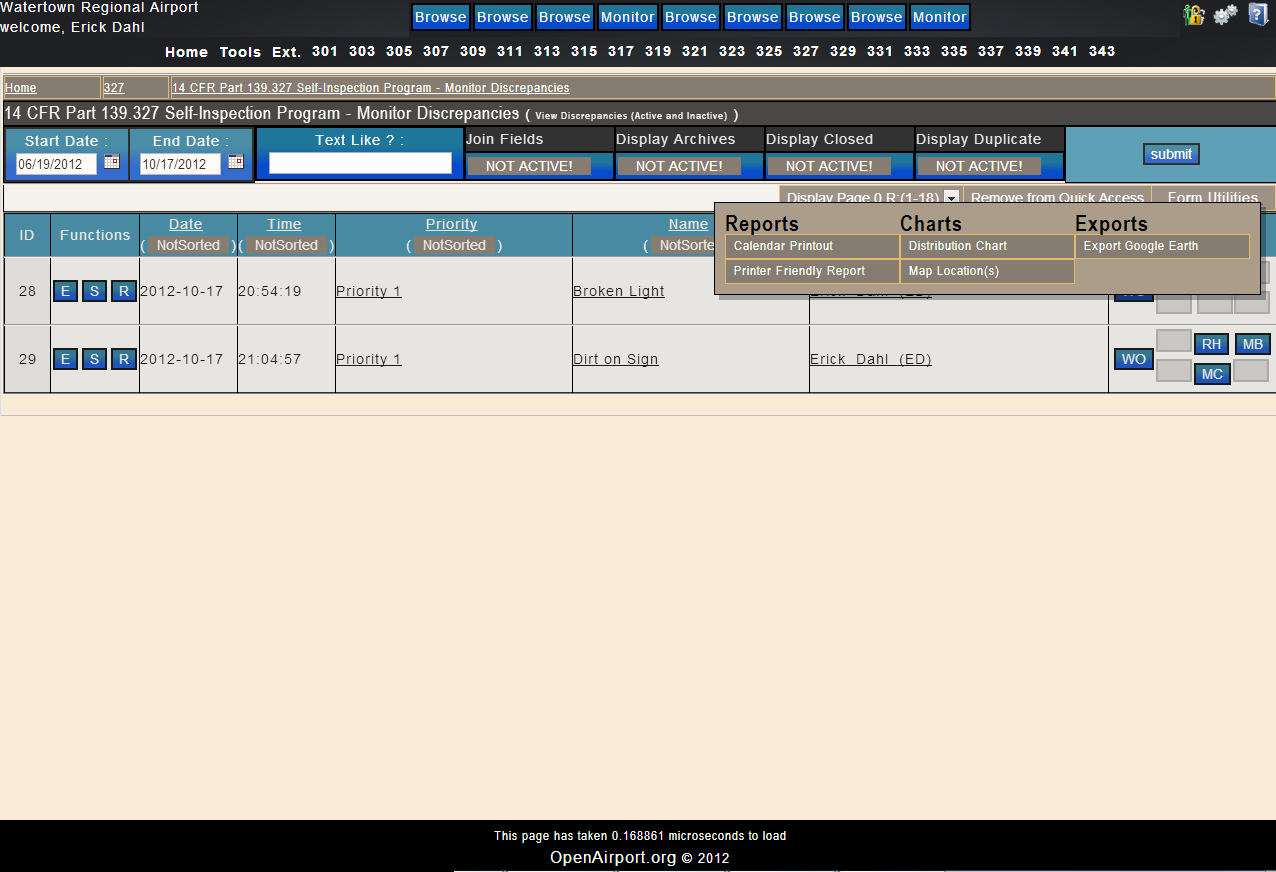 Watertown Regional Airport
welcome, Erick Dahl
Browse Browse Browse Monitor Browse Browse Browse Browse Monitor
Home Tools Ext. 301 303 305 307 309 311 313 315 317 319 321 323 325 327 329 331 333 335 337 339 341 343
Home 327 14 CFR Part 139.327 Self-Inspection Program - Monitor Discrepancies
14 CFR Part 139.327 Self-Inspection Program - Monitor Discrepancies ( View Discrepancies (Active and Inactive) )
Start Date : End Date : Text Like ? : Join Fields Display Archives Display Closed Display Duplicate
06/19/2012 10/17/2012 NOT ACTIVE! NOT ACTIVE! NOT ACTIVE! NOT ACTIVE! submit
Display Page 0 R:(1-18) Remove from Quick Access Form Utilities
Reports Charts Exports
Calendar Printout Distribution Chart Export Google Earth
Printer Friendly Report Map Location(s)
ID Functions Date Time Priority Name
( NotSorted ) ( NotSorted ) ( NotSorted ) ( NotSorte
28 E S R 2012-10-17 20:54:19 Priority 1 Broken Light Erick Dahl (ED) WO
29 E S R 2012-10-17 21:04:57 Priority 1 Dirt on Sign Erick Dahl (ED) WO RH MB
MC
This page has taken 0.168861 microseconds to load
OpenAirport.org © 2012